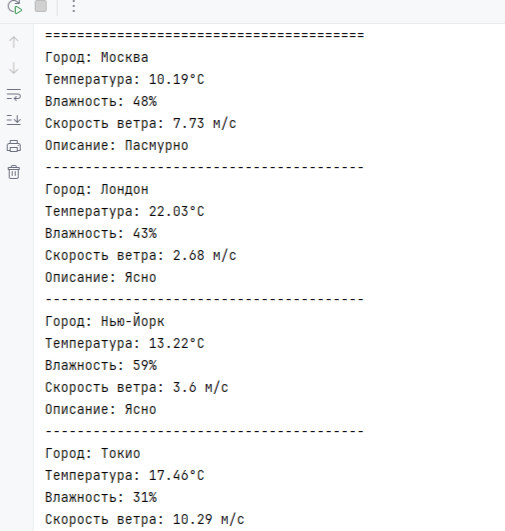 ========================================
Город: Москва
Температура: 10.19°C
Влажность: 48%
Скорость ветра: 7.73 м/с
Описание: Пасмурно
----------------------------------------
Город: Лондон
Температура: 22.03°C
Влажность: 43%
Скорость ветра: 2.68 м/с
Описание: Ясно
----------------------------------------
Город: Нью-Йорк
Температура: 13.22°C
Влажность: 59%
Скорость ветра: 3.6 м/с
Описание: Ясно
----------------------------------------
Город: Токио
Температура: 17.46°C
Влажность: 31%
Скорость ветра: 10.29 м/с